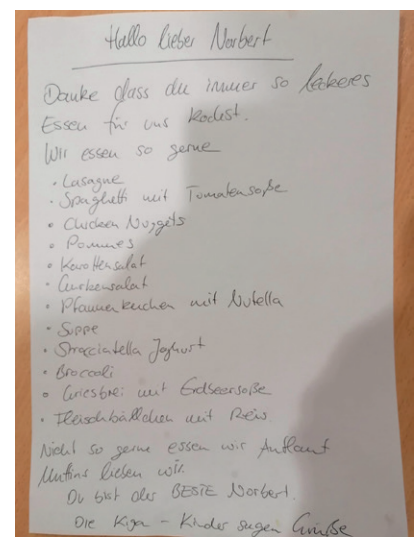 Hallo lieber Norbert
Danke dass du immer so leckeres
Essen für uns kochst.
Wir essen so gerne
· Lasagne
· Spaghetti mit Tomatensoße
· Chicken Nuggets
· Pommes
· Karottensalat
· Gurkensalat
· Pfannenkuchen mit Nutella
· Suppe
· Stracciatella Joghurt
· Broccoli
· Griesbrei mit Erdbeersoße
· Fleischbällchen mit Reis.
Nicht so gerne essen wir Auflauf
Muffins lieben wir.
Du bist der BESTE Norbert.
Die Kiga - Kinder sagen Grüße